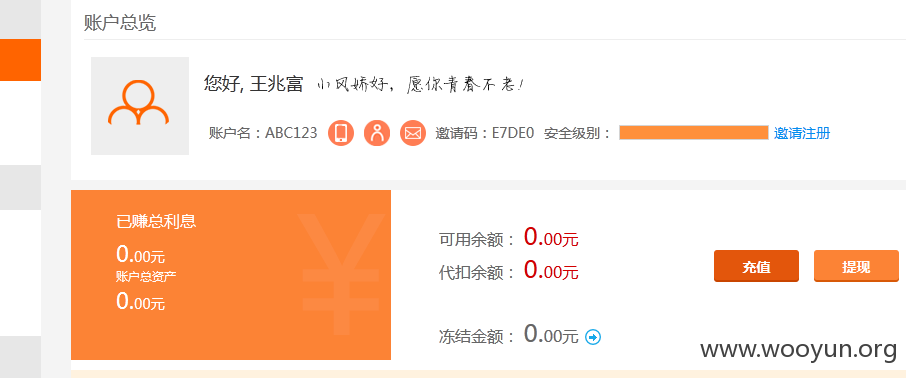 账户总览
您好, 王兆富 小风娇好，愿你青春不老！
账户名：ABC123 邀请码：E7DE0 安全级别： 邀请注册
已赚总利息
0.00元
账户总资产
0.00元
可用余额： 0.00元
代扣余额： 0.00元
充值 提现
冻结金额： 0.00元
www.wooyun.org